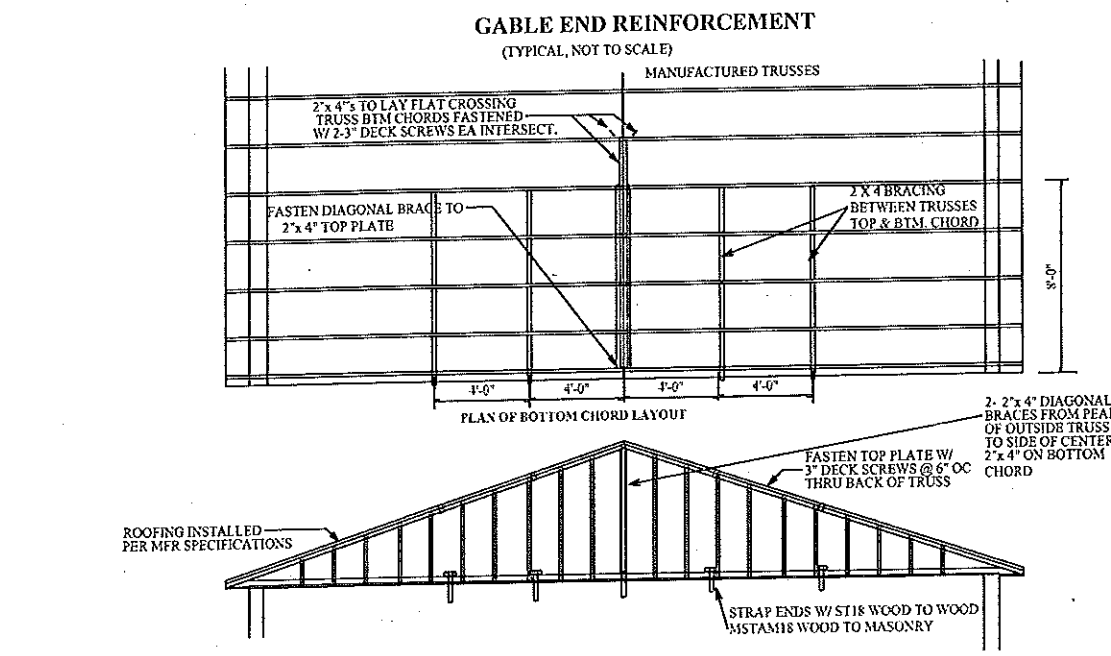 GABLE END REINFORCEMENT
(TYPICAL, NOT TO SCALE)
MANUFACTURED TRUSSES
2"x 4"'s TO LAY FLAT CROSSING
TRUSS BTM CHORDS FASTENED
W/ 2-3" DECK SCREWS EA INTERSECT.
FASTEN DIAGONAL BRACE TO
2"x 4" TOP PLATE
2 X 4 BRACING
BETWEEN TRUSSES
TOP & BTM. CHORD
8'-0"
4'-0" 4'-0" 4'-0" 4'-0"
PLAN OF BOTTOM CHORD LAYOUT
2- 2"x 4" DIAGONAL
BRACES FROM PEA
OF OUTSIDE TRUSS
TO SIDE OF CENTER
2"x 4" ON BOTTOM
CHORD
FASTEN TOP PLATE W/
3" DECK SCREWS @ 6" OC
THRU BACK OF TRUSS
ROOFING INSTALLED
PER MFR SPECIFICATIONS
STRAP ENDS W/ ST18 WOOD TO WOOD
MSTAM18 WOOD TO MASONRY